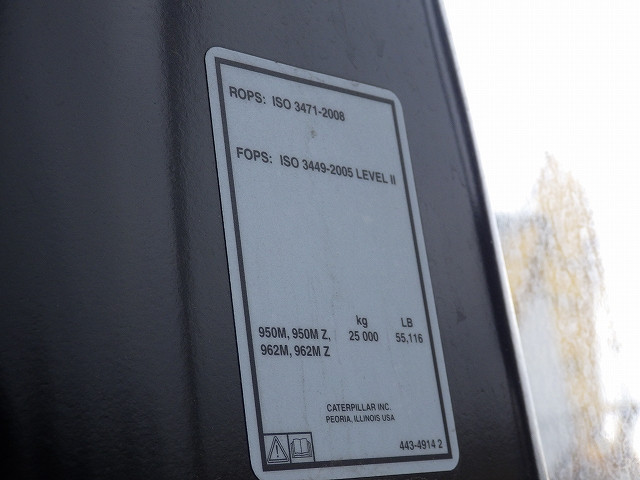 ROPS: ISO 3471-2008
FOPS: ISO 3449-2005 LEVEL II
kg LB
950M, 950M Z, 25 000 55,116
962M, 962M Z
CATERPILLAR INC.
PEORIA, ILLINOIS USA
443-4914 2